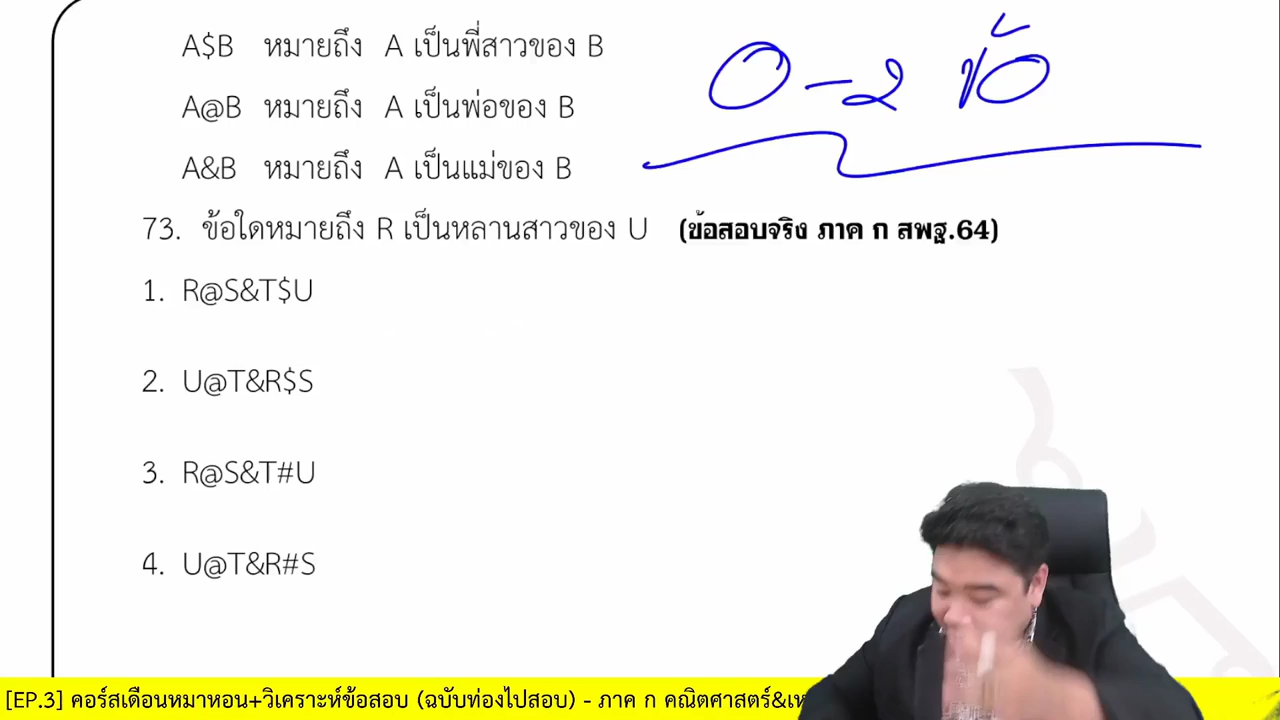 A$B หมายถึง A เป็นพี่สาวของ B
A@B หมายถึง A เป็นพ่อของ B
A&B หมายถึง A เป็นแม่ของ B
0-2 ข้อ
73. ข้อใดหมายถึง R เป็นหลานสาวของ U (ข้อสอบจริง ภาค ก สพฐ.64)
1. R@S&T$U
2. U@T&R$S
3. R@S&T#U
4. U@T&R#S
[EP.3] คอร์สเดือนหมาหอน+วิเคราะห์ข้อสอบ (ฉบับท่องไปสอบ) - ภาค ก คณิตศาสตร์&เห